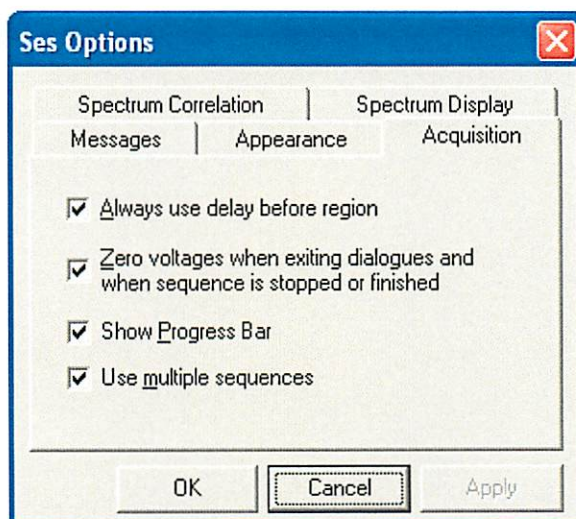 Ses Options
Spectrum Correlation
Spectrum Display
Messages
Appearance
Acquisition
Always use delay before region
Zero voltages when exiting dialogues and
when sequence is stopped or finished
Show Progress Bar
Use multiple sequences
OK
Cancel
Apply